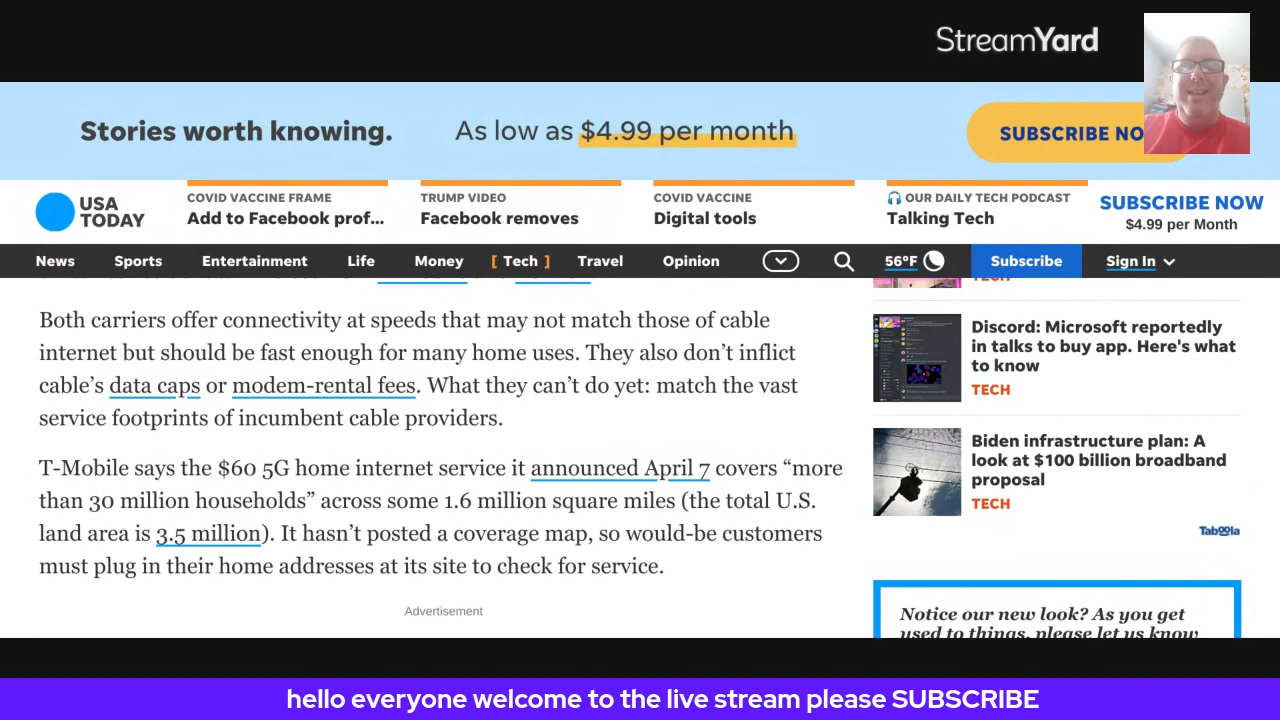 StreamYard
Stories worth knowing.
As low as $4.99 per month
SUBSCRIBE NO
USA
TODAY
COVID VACCINE FRAME
Add to Facebook prof...
TRUMP VIDEO
Facebook removes
COVID VACCINE
Digital tools
🎧 OUR DAILY TECH PODCAST
Talking Tech
SUBSCRIBE NOW
$4.99 per Month
News Sports Entertainment Life Money [ Tech ] Travel Opinion 56°F Subscribe Sign In
Both carriers offer connectivity at speeds that may not match those of cable
internet but should be fast enough for many home uses. They also don’t inflict
cable’s data caps or modem-rental fees. What they can’t do yet: match the vast
service footprints of incumbent cable providers.
T-Mobile says the $60 5G home internet service it announced April 7 covers “more
than 30 million households” across some 1.6 million square miles (the total U.S.
land area is 3.5 million). It hasn’t posted a coverage map, so would-be customers
must plug in their home addresses at its site to check for service.
Advertisement
TECH
Discord: Microsoft reportedly
in talks to buy app. Here's what
to know
TECH
Biden infrastructure plan: A
look at $100 billion broadband
proposal
TECH
Taboola
Notice our new look? As you get
used to things, please let us know
hello everyone welcome to the live stream please SUBSCRIBE